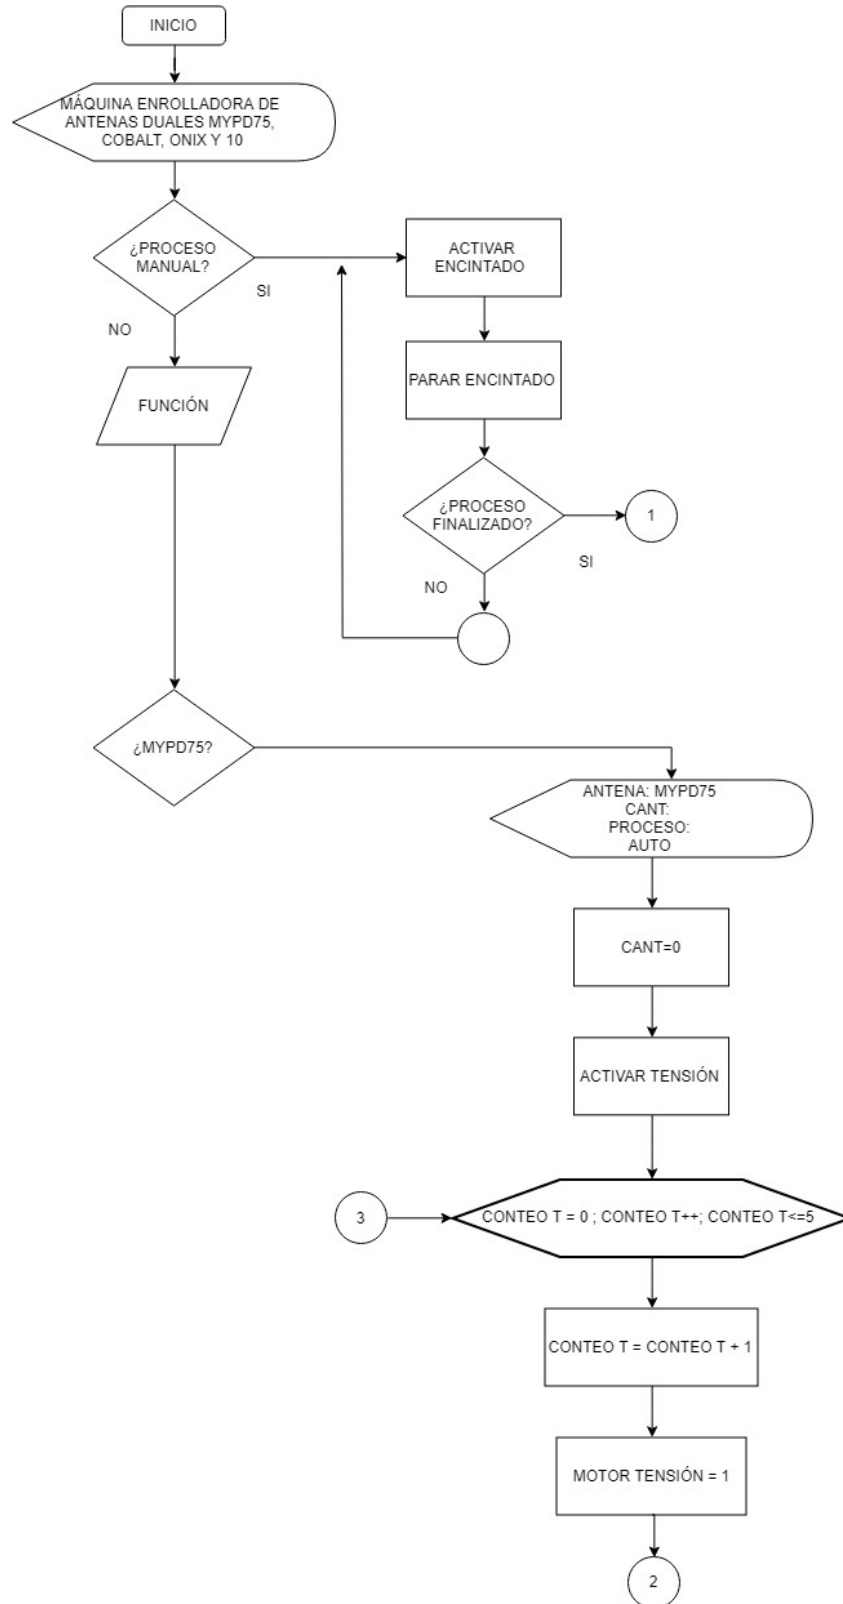 INICIO
MÁQUINA ENROLLADORA DE
ANTENAS DUALES MYPD75,
COBALT, ONIX Y 10
¿PROCESO
MANUAL?
SI
NO
ACTIVAR
ENCINTADO
PARAR ENCINTADO
FUNCIÓN
¿PROCESO
FINALIZADO?
1
SI
NO
¿MYPD75?
ANTENA: MYPD75
CANT:
PROCESO:
AUTO
CANT=0
ACTIVAR TENSIÓN
3
CONTEO T = 0 ; CONTEO T++; CONTEO T<=5
CONTEO T = CONTEO T + 1
MOTOR TENSIÓN = 1
2